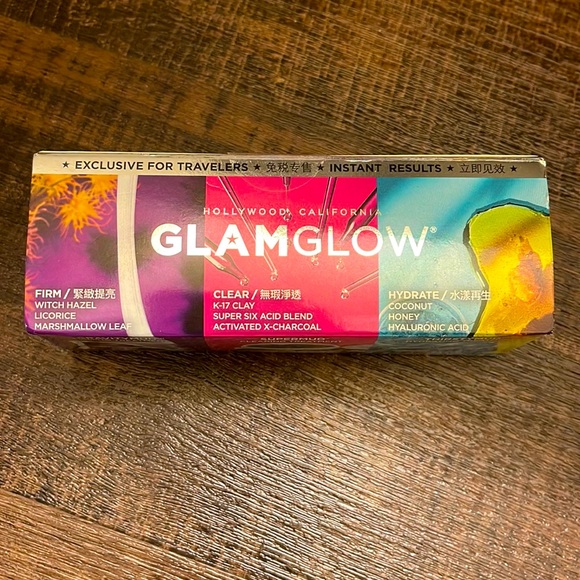 ★ EXCLUSIVE FOR TRAVELERS ★ 免税专售 ★ INSTANT RESULTS ★ 立即见效 ★
HOLLYWOOD, CALIFORNIA
GLAMGLOW®
FIRM / 緊緻提亮
WITCH HAZEL
LICORICE
MARSHMALLOW LEAF
CLEAR / 無瑕淨透
K-17 CLAY
SUPER SIX ACID BLEND
ACTIVATED X-CHARCOAL
HYDRATE / 水漾再生
COCONUT
HONEY
HYALURONIC ACID
SUPERMUD